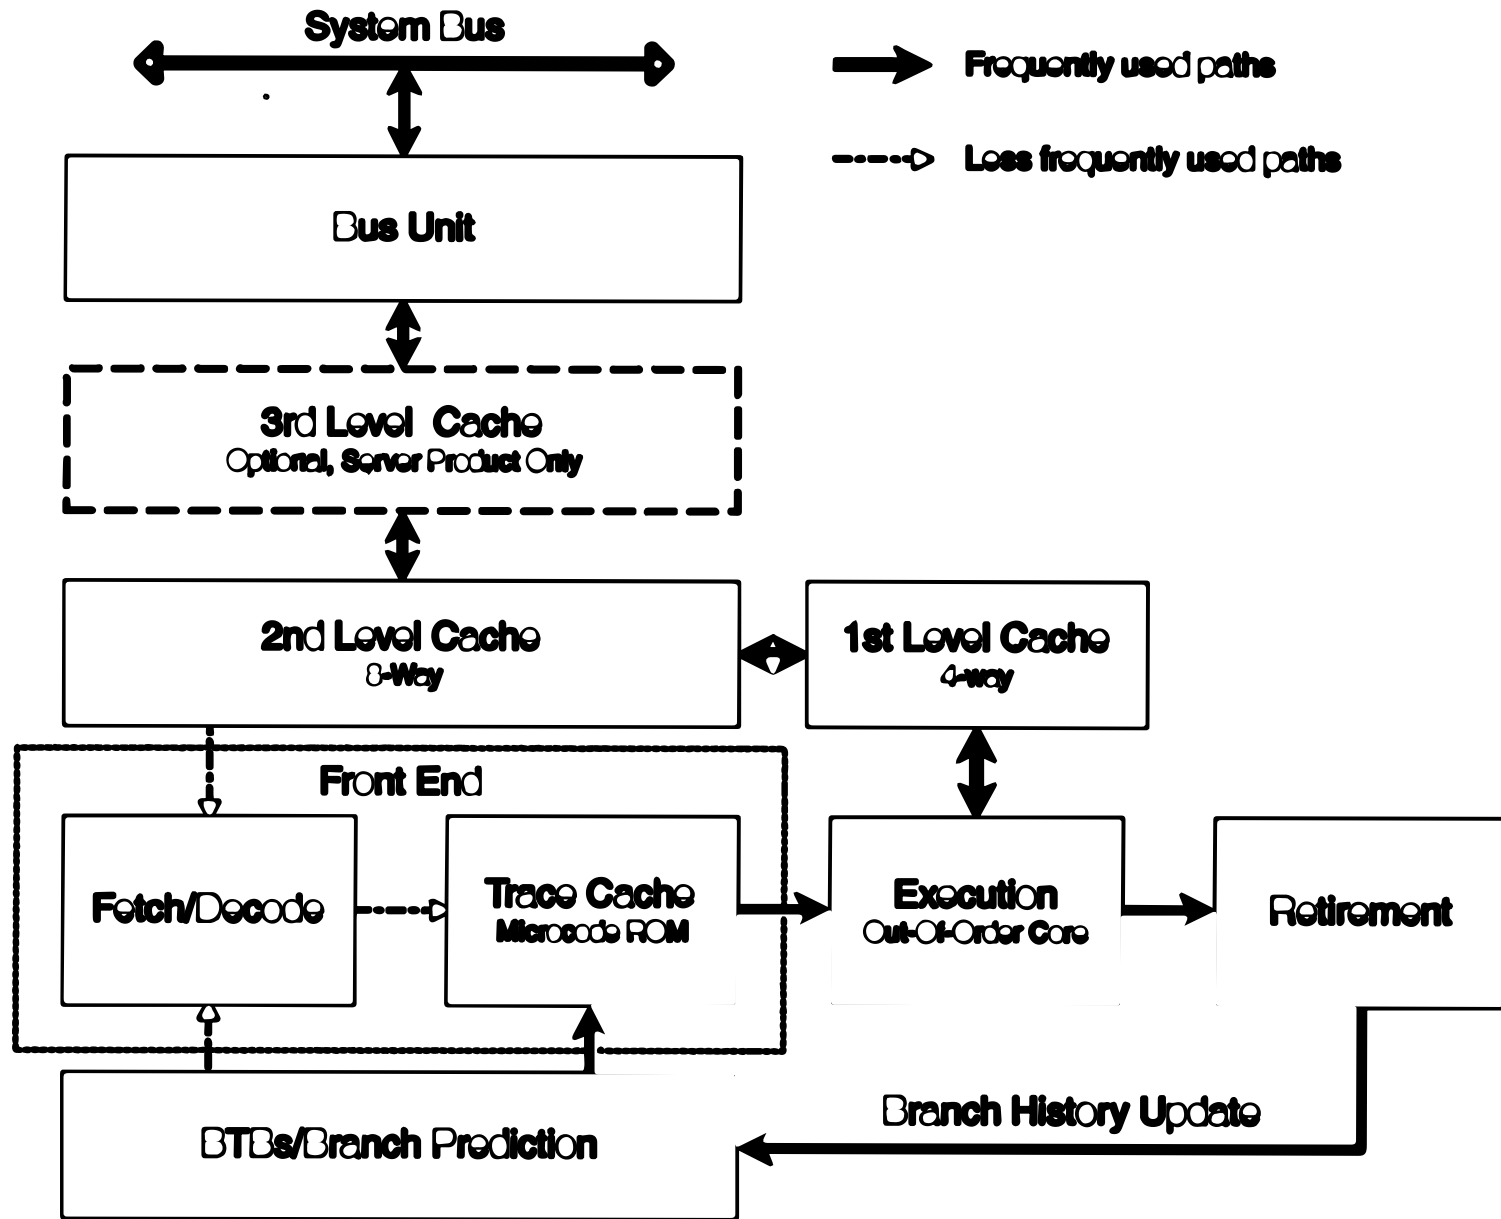 System Bus
Frequently used paths
Less frequently used paths
Bus Unit
3rd Level Cache
Optional, Server Product Only
2nd Level Cache
8-Way
1st Level Cache
4-way
Front End
Fetch/Decode
Trace Cache
Microcode ROM
Execution
Out-Of-Order Core
Retirement
Branch History Update
BTBs/Branch Prediction